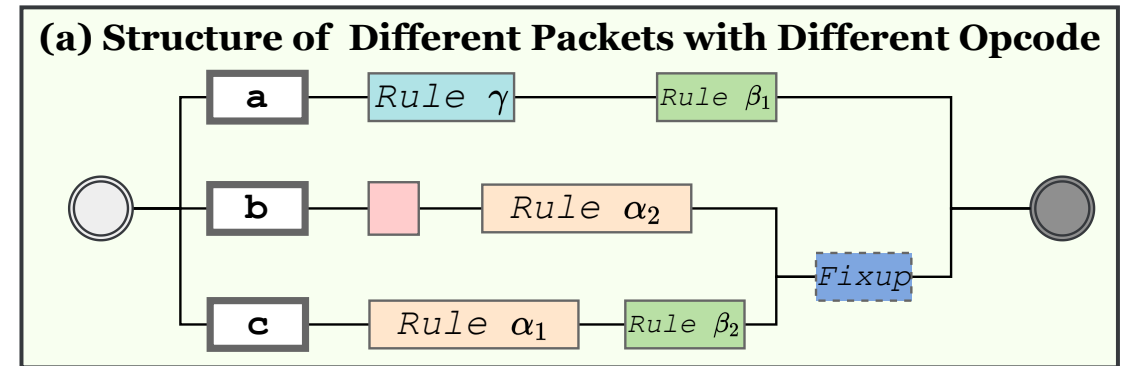 (a) Structure of Different Packets with Different Opcode
a
Rule γ
Rule β₁
b
Rule α₂
Fixup
c
Rule α₁
Rule β₂